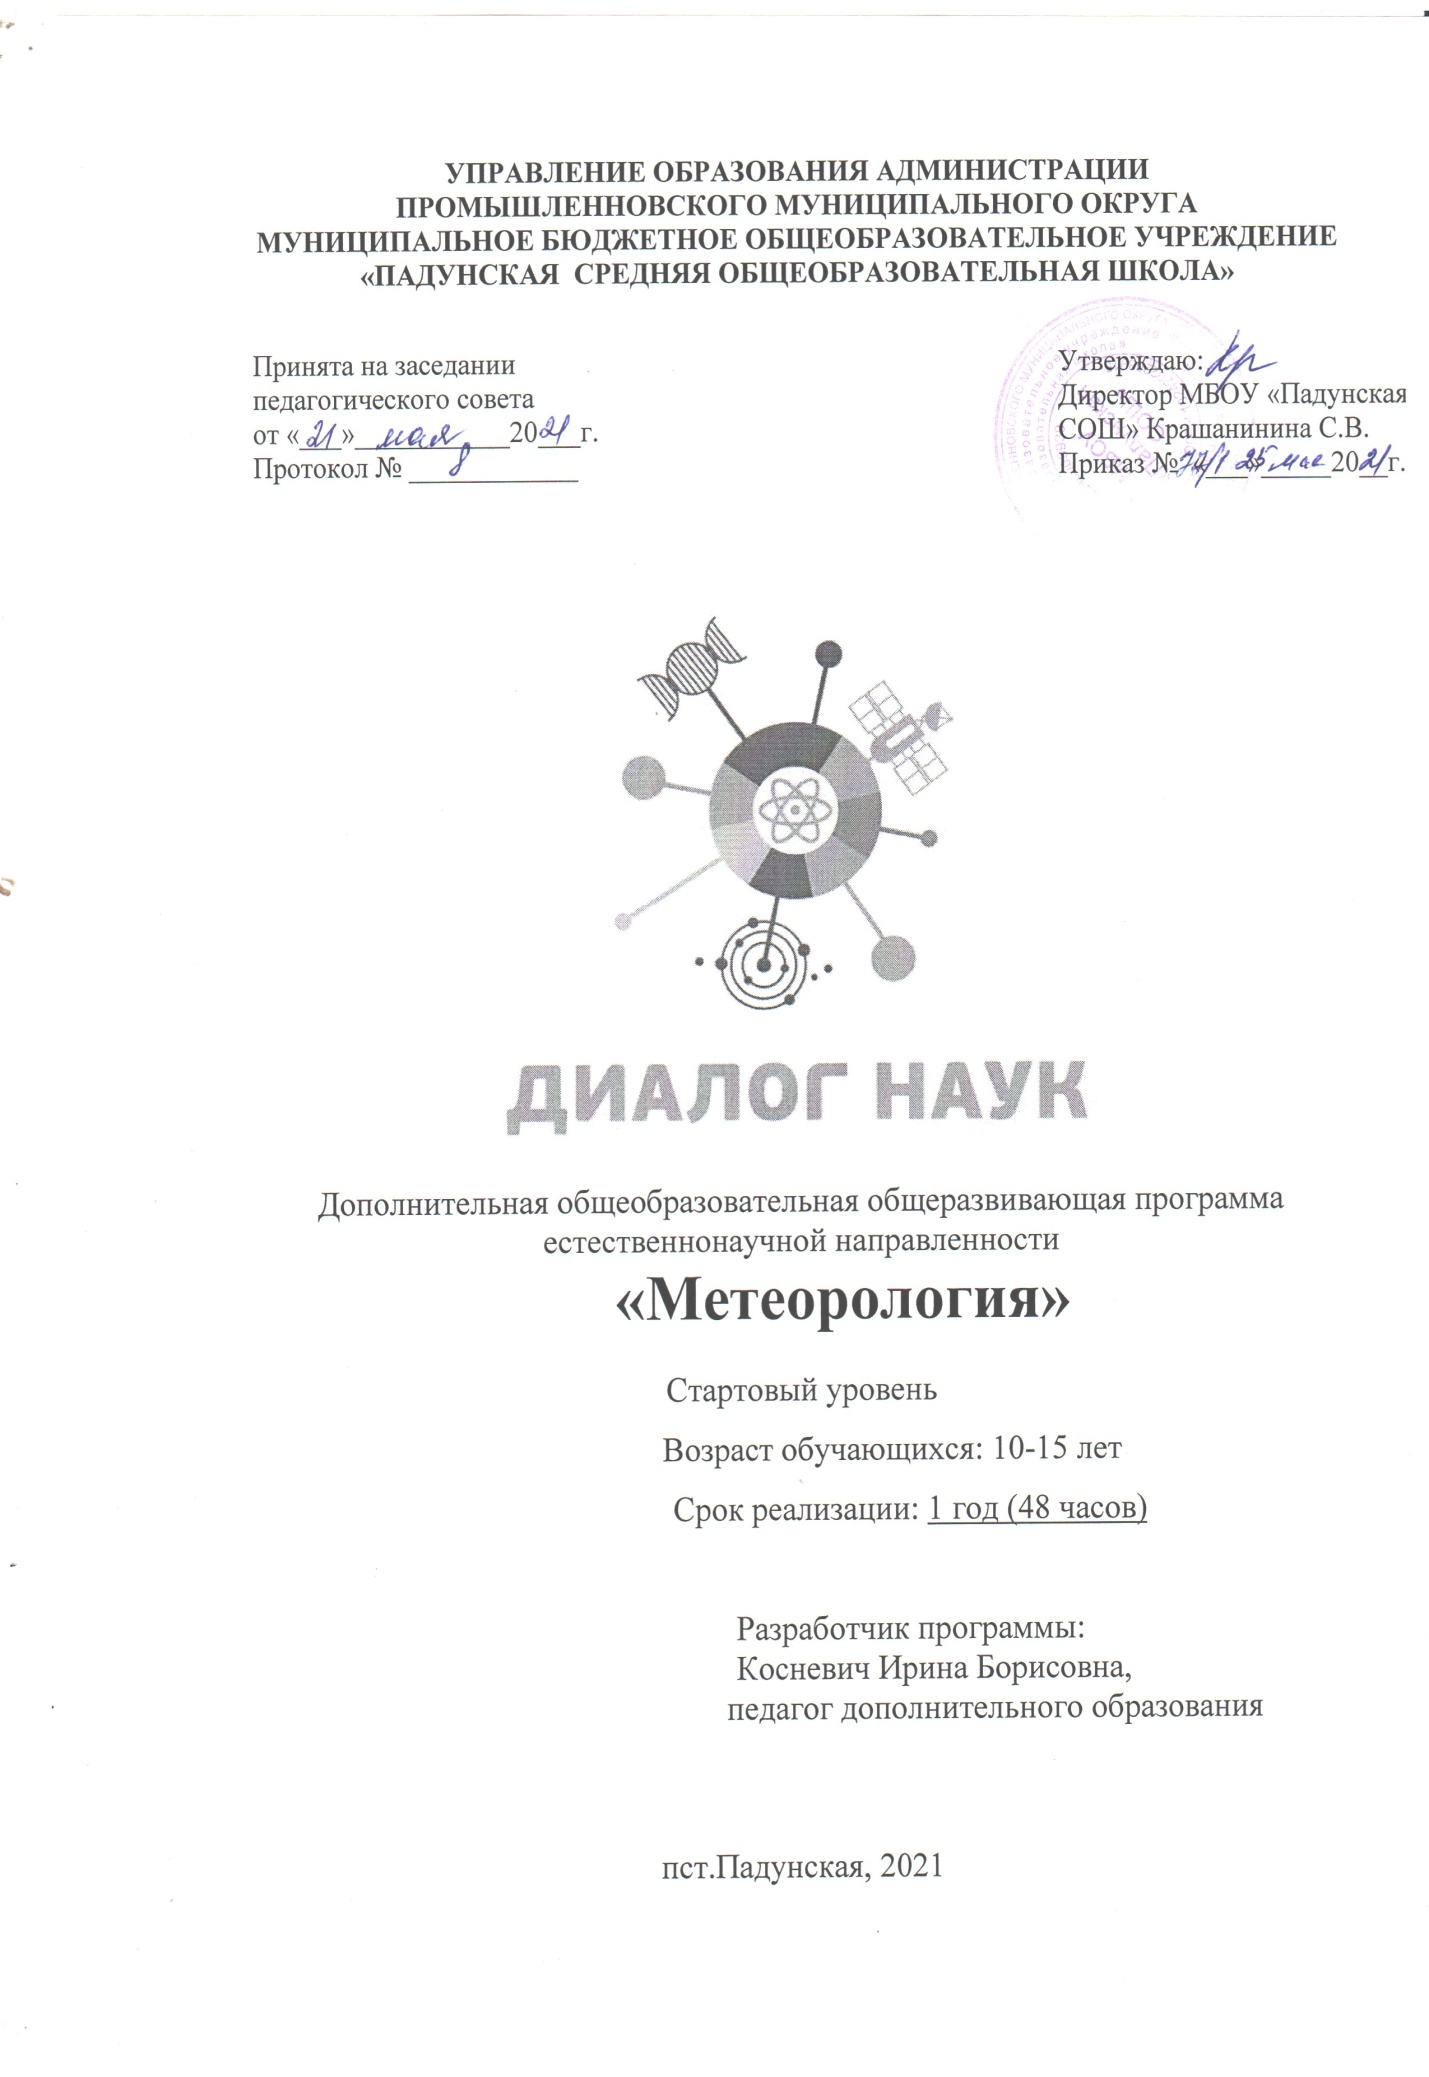 УПРАВЛЕНИЕ ОБРАЗОВАНИЯ АДМИНИСТРАЦИИ
ПРОМЫШЛЕННОВСКОГО МУНИЦИПАЛЬНОГО ОКРУГА
МУНИЦИПАЛЬНОЕ БЮДЖЕТНОЕ ОБЩЕОБРАЗОВАТЕЛЬНОЕ УЧРЕЖДЕНИЕ
«ПАДУНСКАЯ СРЕДНЯЯ ОБЩЕОБРАЗОВАТЕЛЬНАЯ ШКОЛА»
Принята на заседании
педагогического совета
от «21» мая 2021 г.
Протокол № 8
Утверждаю:
Директор МБОУ «Падунская
СОШ» Крашанинина С.В.
Приказ № 77/1 «25» мая 2021 г.
ДИАЛОГ НАУК
Дополнительная общеобразовательная общеразвивающая программа
естественнонаучной направленности
«Метеорология»
Стартовый уровень
Возраст обучающихся: 10-15 лет
Срок реализации: 1 год (48 часов)
Разработчик программы:
Косневич Ирина Борисовна,
педагог дополнительного образования
пст.Падунская, 2021